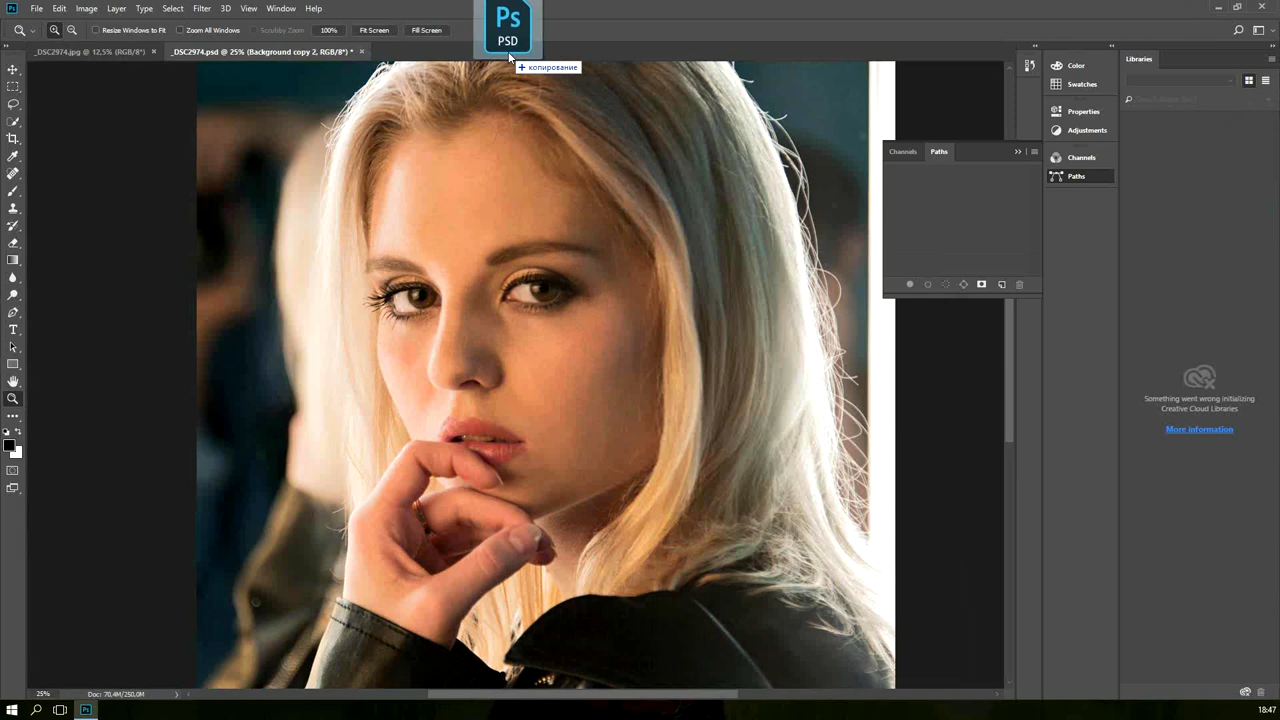 Ps File Edit Image Layer Type Select Filter 3D View Window Help
Resize Windows to Fit Zoom All Windows Scrubby Zoom 100% Fit Screen Fill Screen
Ps
PSD
копирование
_DSC2974.jpg @ 12,5% (RGB/8*) × _DSC2974.psd @ 25% (Background copy 2, RGB/8*) * ×
Color
Swatches
Properties
Adjustments
Channels
Paths
Channels Paths
Libraries
Something went wrong initializing
Creative Cloud Libraries
More information
25% Doc: 70,4M/250,0M
Ps
18:47